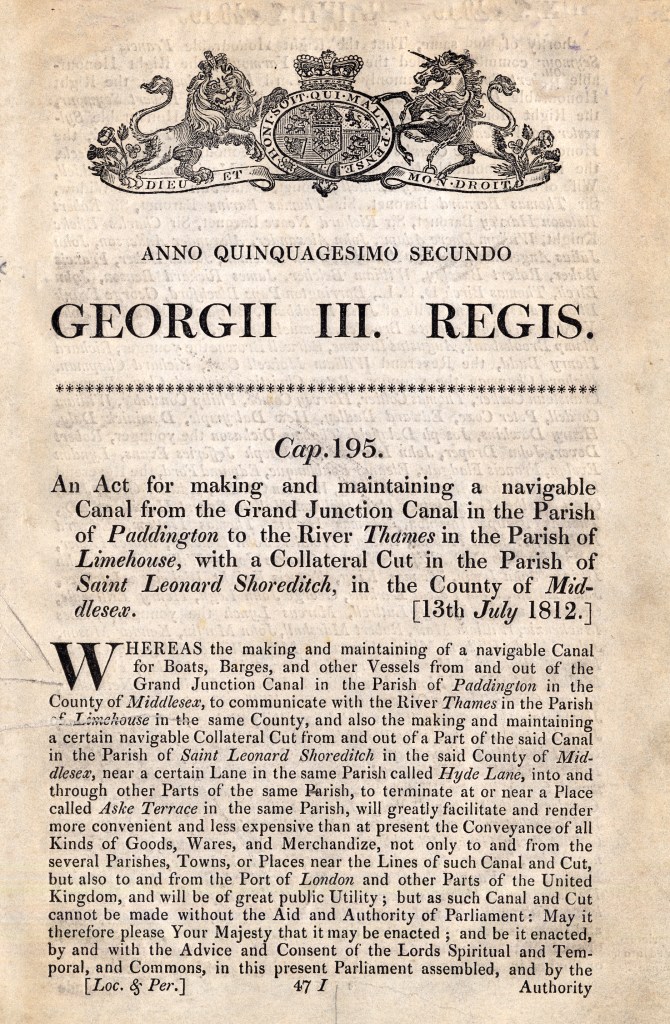 HONI·SOIT·QUI·MAL·Y·PENSE
DIEU ET MON·DROIT
ANNO QUINQUAGESIMO SECUNDO
GEORGII III. REGIS.
****************************************************************
Cap.195.
An Act for making and maintaining a navigable
Canal from the Grand Junction Canal in the Parish
of Paddington to the River Thames in the Parish of
Limehouse, with a Collateral Cut in the Parish of
Saint Leonard Shoreditch, in the County of Mid-
dlesex. [13th July 1812.]
WHEREAS the making and maintaining of a navigable Canal
for Boats, Barges, and other Vessels from and out of the
Grand Junction Canal in the Parish of Paddington in the
County of Middlesex, to communicate with the River Thames in the Parish
of Limehouse in the same County, and also the making and maintaining
a certain navigable Collateral Cut from and out of a Part of the said Canal
in the Parish of Saint Leonard Shoreditch in the said County of Mid-
dlesex, near a certain Lane in the same Parish called Hyde Lane, into and
through other Parts of the same Parish, to terminate at or near a Place
called Aske Terrace in the same Parish, will greatly facilitate and render
more convenient and less expensive than at present the Conveyance of all
Kinds of Goods, Wares, and Merchandize, not only to and from the
several Parishes, Towns, or Places near the Lines of such Canal and Cut,
but also to and from the Port of London and other Parts of the United
Kingdom, and will be of great public Utility; but as such Canal and Cut
cannot be made without the Aid and Authority of Parliament: May it
therefore please Your Majesty that it may be enacted; and be it enacted,
by and with the Advice and Consent of the Lords Spiritual and Tem-
poral, and Commons, in this present Parliament assembled, and by the
[Loc. & Per.] 47 I Authority